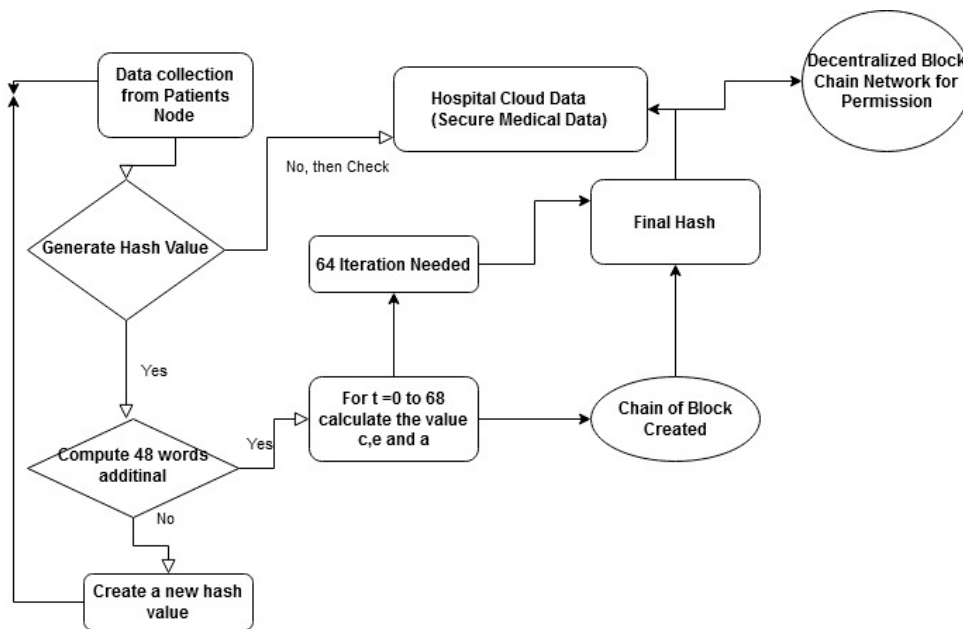 Data collection
from Patients
Node
Hospital Cloud Data
(Secure Medical Data)
Decentralized Block
Chain Network for
Permission
No, then Check
Generate Hash Value
Final Hash
64 Iteration Needed
Yes
For t =0 to 68
calculate the value
c,e and a
Chain of Block
Created
Yes
Compute 48 words
additinal
No
Create a new hash
value